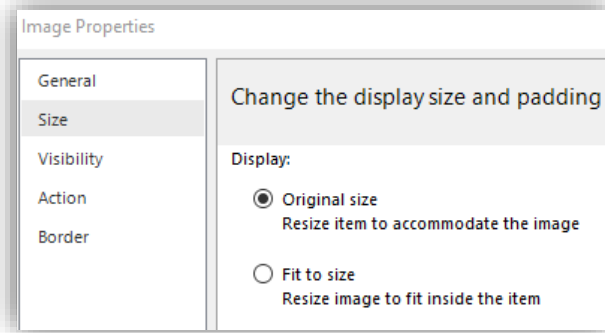 Image Properties
General
Size
Visibility
Action
Border
Change the display size and padding
Display:
Original size
Resize item to accommodate the image
Fit to size
Resize image to fit inside the item